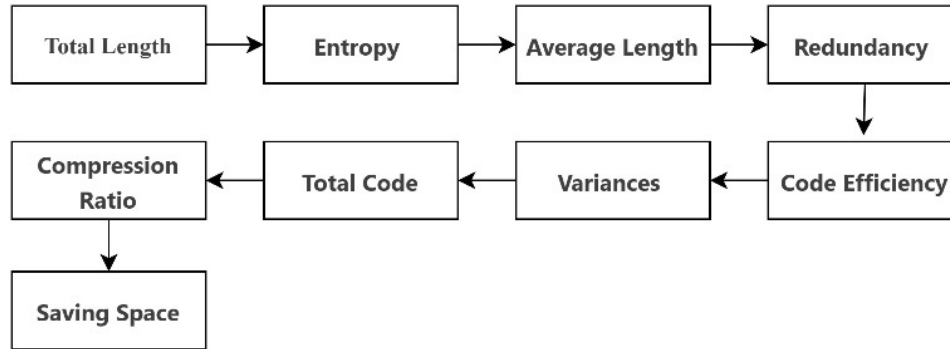 Total Length
Entropy
Average Length
Redundancy
Code Efficiency
Variances
Total Code
Compression
Ratio
Saving Space